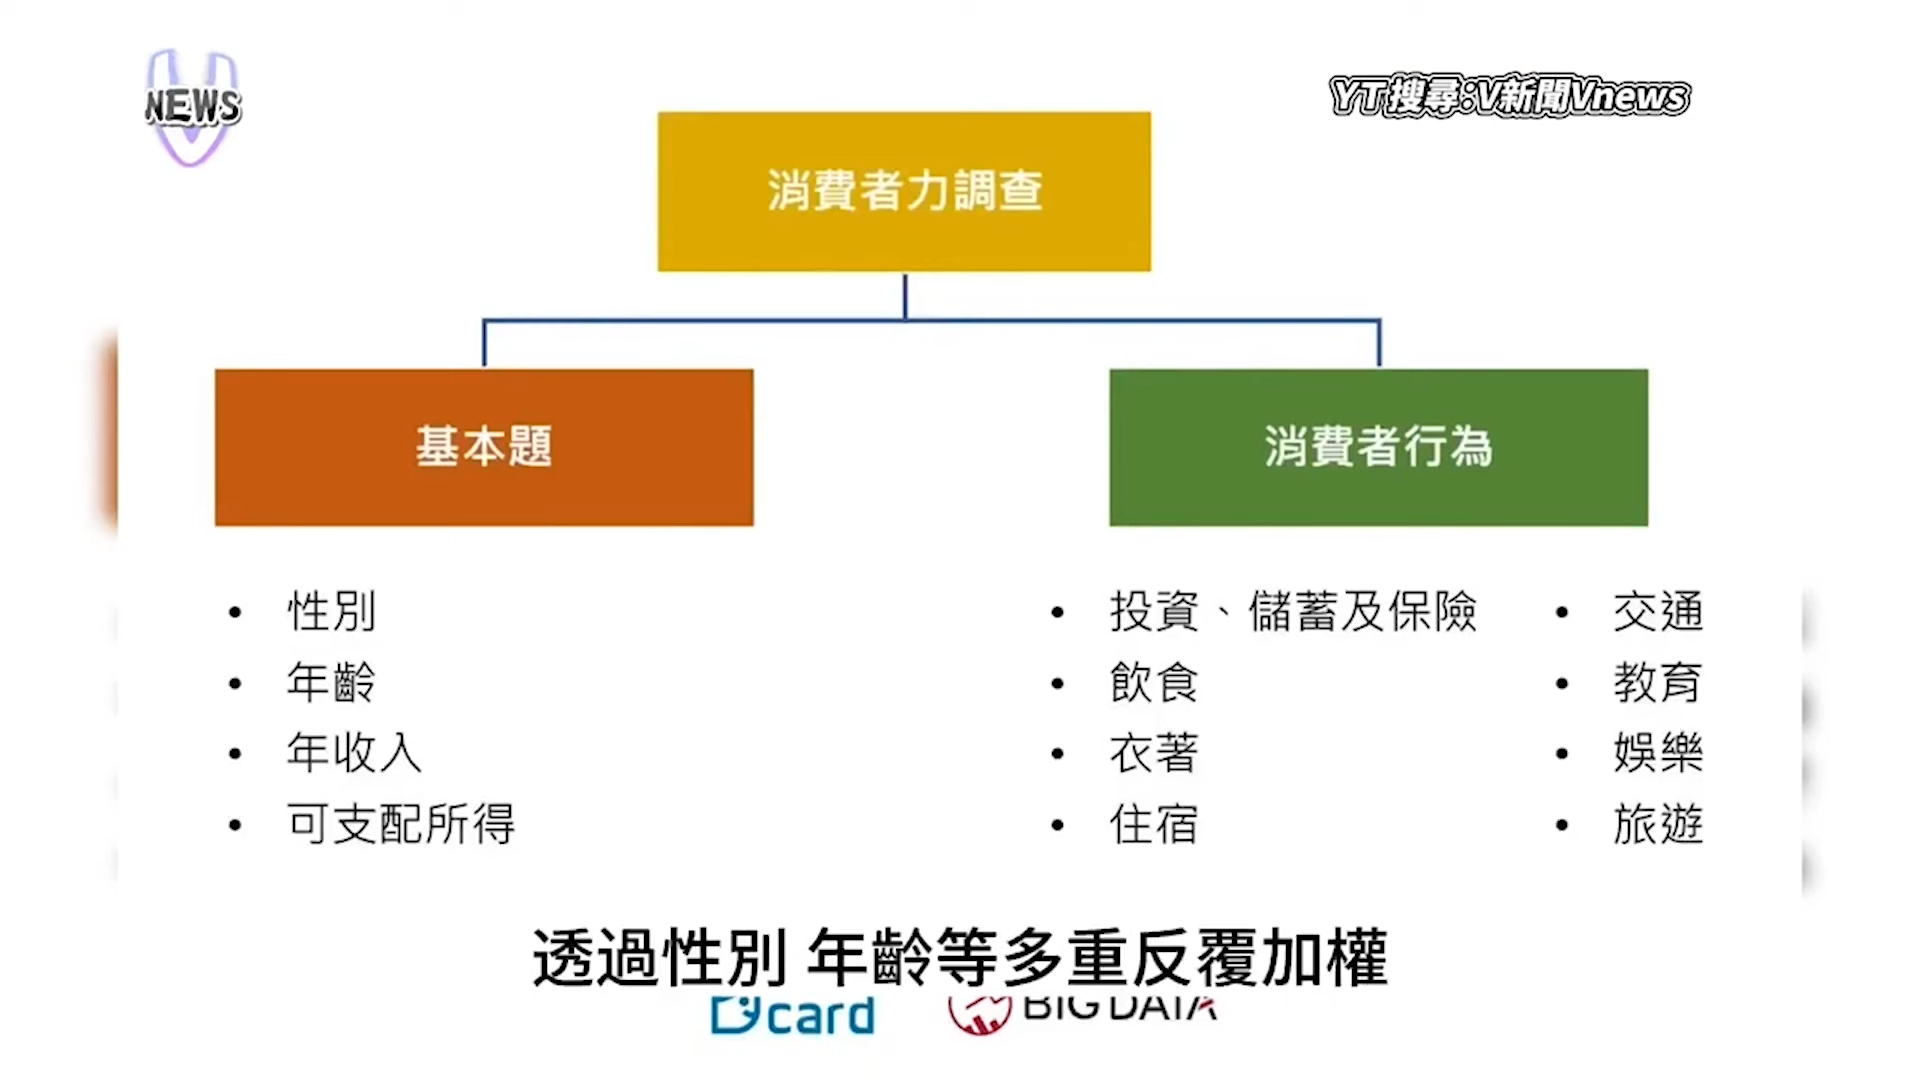 NEWS
YT搜尋:V新聞Vnews
消費者力調查
基本題
消費者行為
• 性別
• 年齡
• 年收入
• 可支配所得
• 投資、儲蓄及保險
• 飲食
• 衣著
• 住宿
• 交通
• 教育
• 娛樂
• 旅遊
透過性別 年齡等多重反覆加權
Dcard
BIG DATA